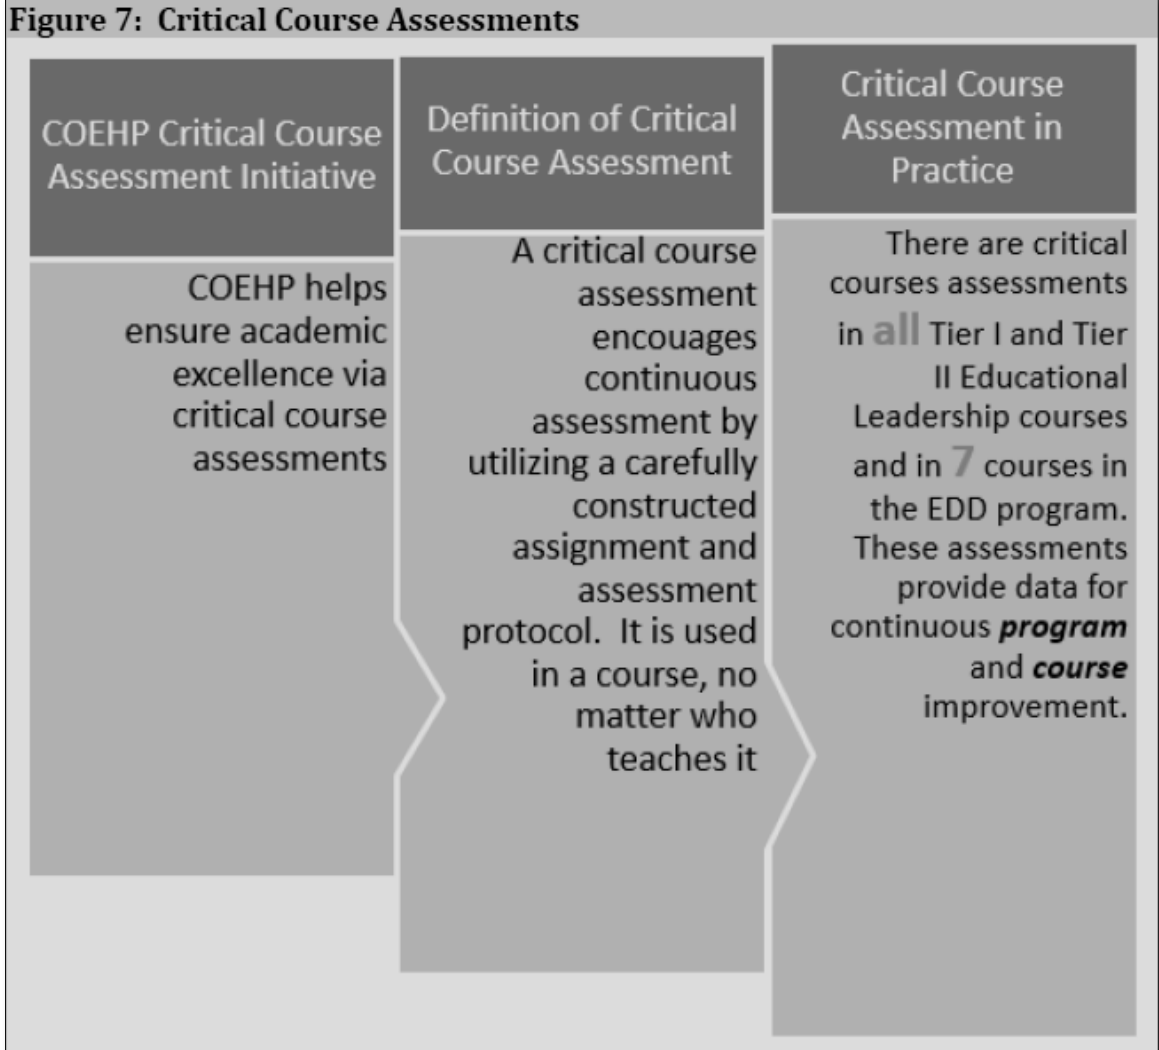 Figure 7:  Critical Course Assessments
COEHP Critical Course
Assessment Initiative
COEHP helps
ensure academic
excellence via
critical course
assessments
Definition of Critical
Course Assessment
A critical course
assessment
encouages
continuous
assessment by
utilizing a carefully
constructed
assignment and
assessment
protocol.  It is used
in a course, no
matter who
teaches it
Critical Course
Assessment in
Practice
There are critical
courses assessments
in all Tier I and Tier
II Educational
Leadership courses
and in 7 courses in
the EDD program.
These assessments
provide data for
continuous program
and course
improvement.